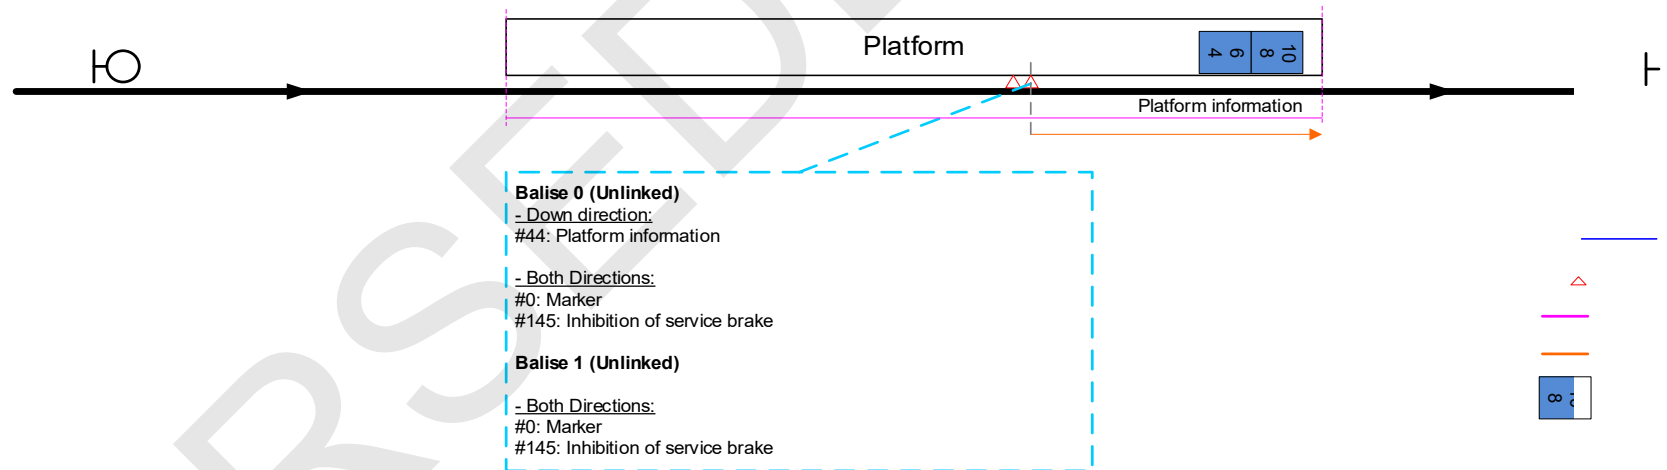 Platform
4 6 8 10
Platform information
Balise 0 (Unlinked)
- Down direction:
#44: Platform information
- Both Directions:
#0: Marker
#145: Inhibition of service brake
Balise 1 (Unlinked)
- Both Directions:
#0: Marker
#145: Inhibition of service brake
8